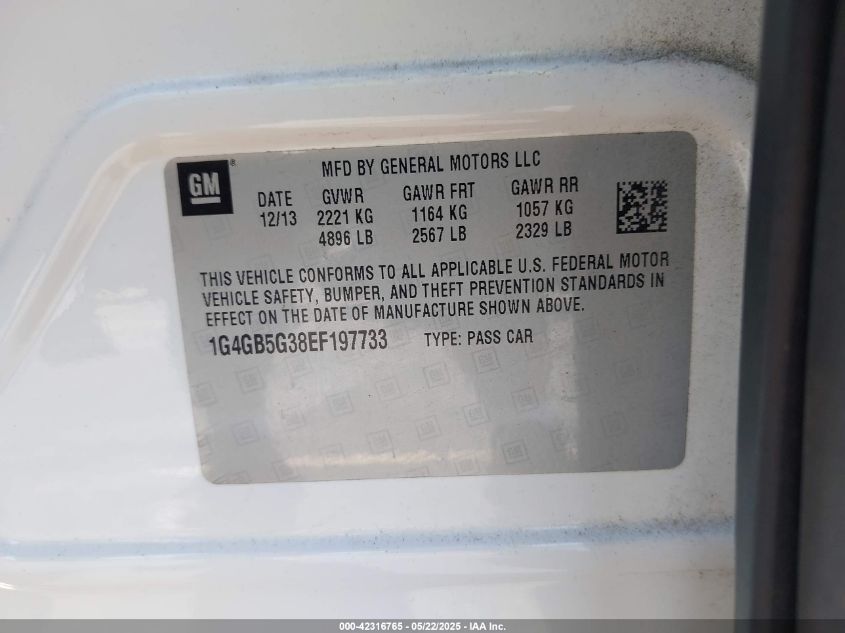 GM ®
MFD BY GENERAL MOTORS LLC
DATE GVWR GAWR FRT GAWR RR
12/13 2221 KG 1164 KG 1057 KG
4896 LB 2567 LB 2329 LB
THIS VEHICLE CONFORMS TO ALL APPLICABLE U.S. FEDERAL MOTOR
VEHICLE SAFETY, BUMPER, AND THEFT PREVENTION STANDARDS IN
EFFECT ON THE DATE OF MANUFACTURE SHOWN ABOVE.
1G4GB5G38EF197733 TYPE: PASS CAR
000-42316765 - 05/22/2025 - IAA Inc.